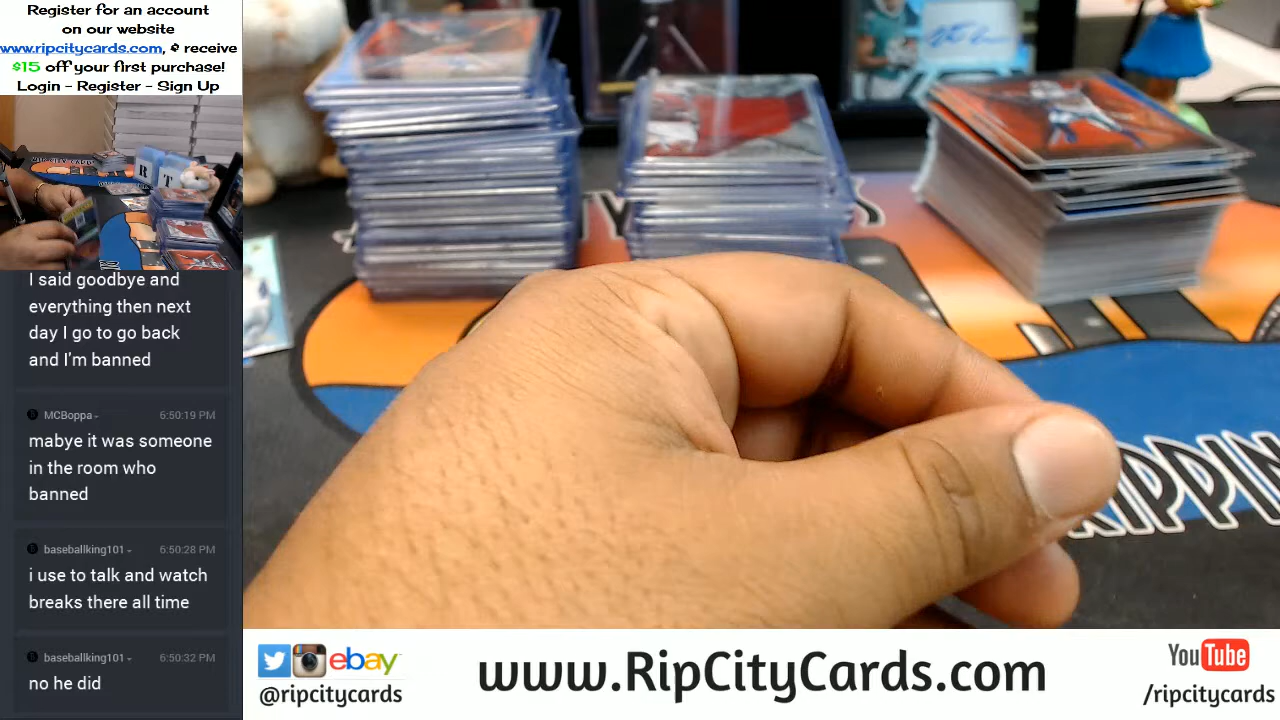 Register for an account
on our website
www.ripcitycards.com, & receive
$15 off your first purchase!
Login - Register - Sign Up
R
T
I said goodbye and
everything then next
day I go to go back
and I'm banned
MCBoppa
6:50:19 PM
mabye it was someone
in the room who
banned
baseballking101
6:50:28 PM
i use to talk and watch
breaks there all time
baseballking101
6:50:32 PM
no he did
RIPPIN
ebay
@ripcitycards
www.RipCityCards.com
YouTube
/ripcitycards